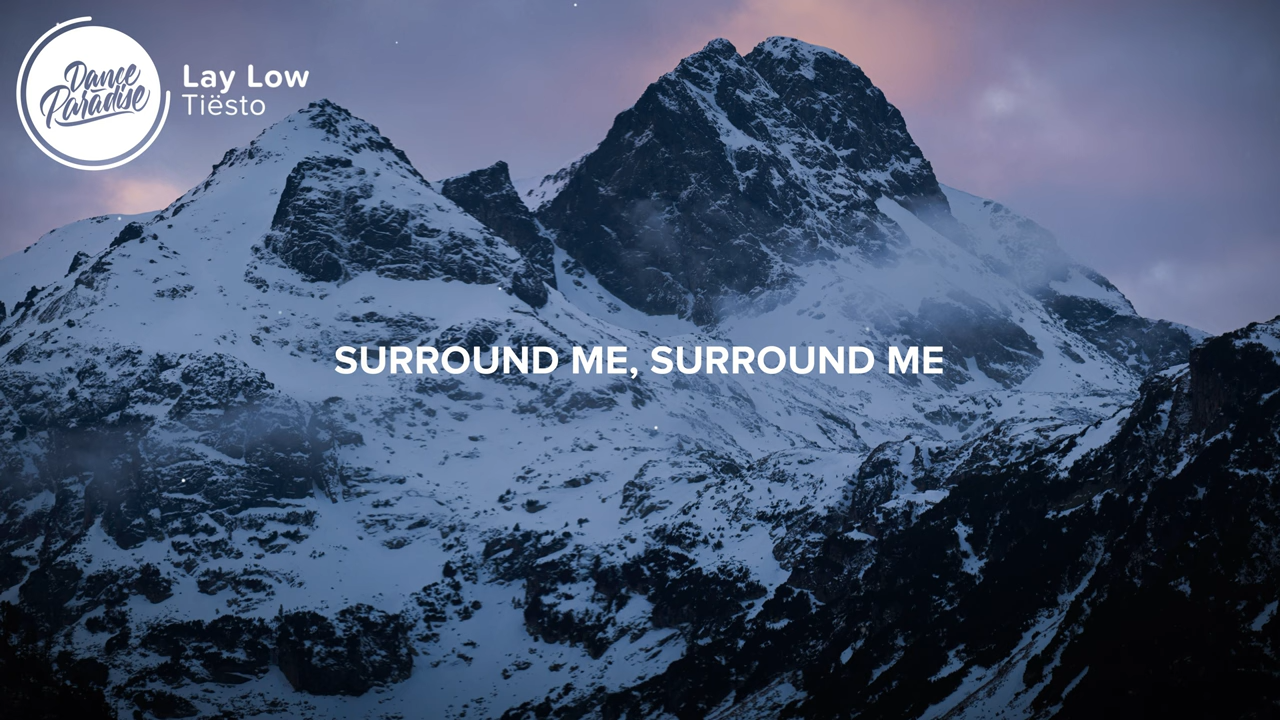 Dance
Paradise
Lay Low
Tiësto
SURROUND ME, SURROUND ME